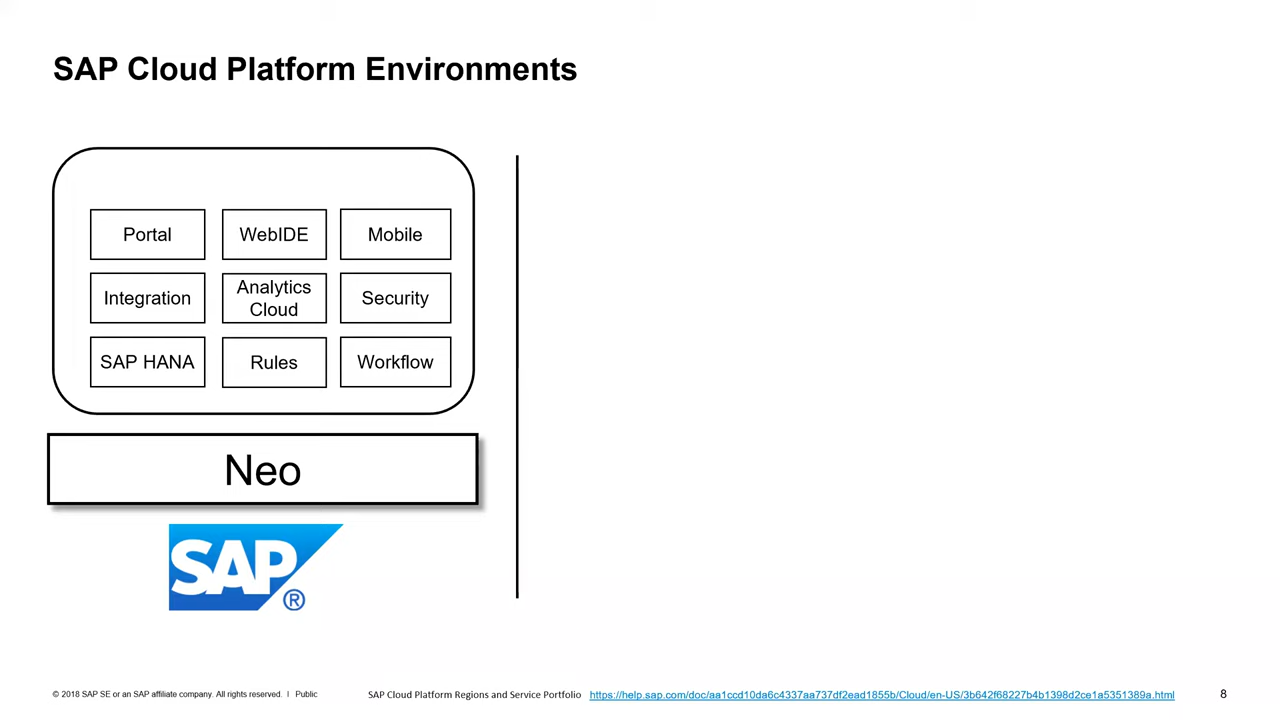 SAP Cloud Platform Environments
Portal
WebIDE
Mobile
Integration
Analytics
Cloud
Security
SAP HANA
Rules
Workflow
Neo
SAP ®
© 2018 SAP SE or an SAP affiliate company. All rights reserved. | Public
SAP Cloud Platform Regions and Service Portfolio https://help.sap.com/doc/aa1ccd10da6c4337aa737df2ead1855b/Cloud/en-US/3b642f68227b4b1398d2ce1a5351389a.html
8